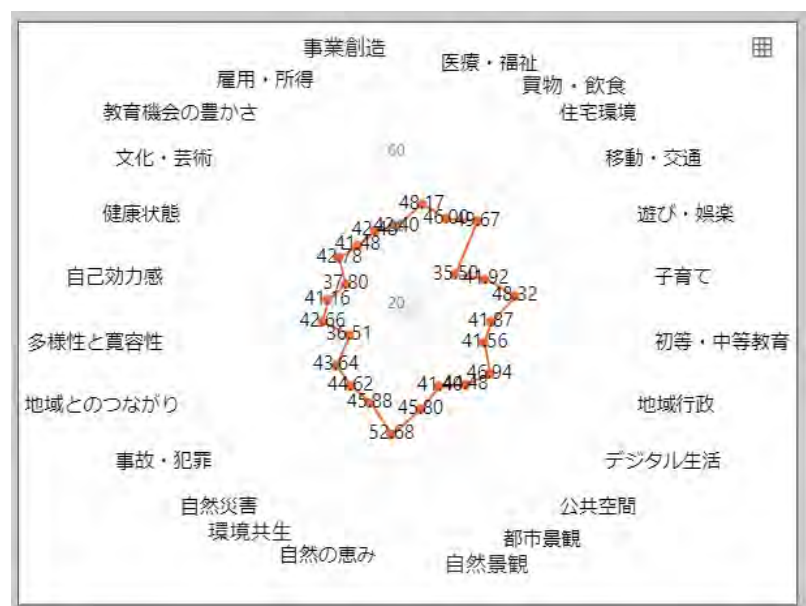 事業創造
医療・福祉
雇用・所得
買物・飲食
教育機会の豊かさ
住宅環境
60
文化・芸術
移動・交通
48.17
健康状態
46.00
49.67
遊び・娯楽
41.48
42.78
自己効力感
37.80
35.50
41.92
子育て
41.16
20
48.32
42.66
41.87
多様性と寛容性
36.51
41.56
初等・中等教育
43.64
46.94
44.62
地域とのつながり
45.88
45.80
地域行政
52.68
事故・犯罪
デジタル生活
自然災害
公共空間
環境共生
都市景観
自然の恵み
自然景観